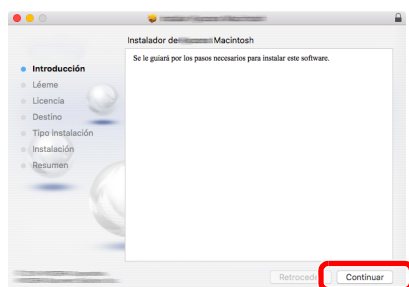 Instalador de Macintosh
Se le guiará por los pasos necesarios para instalar este software.
Introducción
Léeme
Licencia
Destino
Tipo instalación
Instalación
Resumen
Retroceder
Continuar